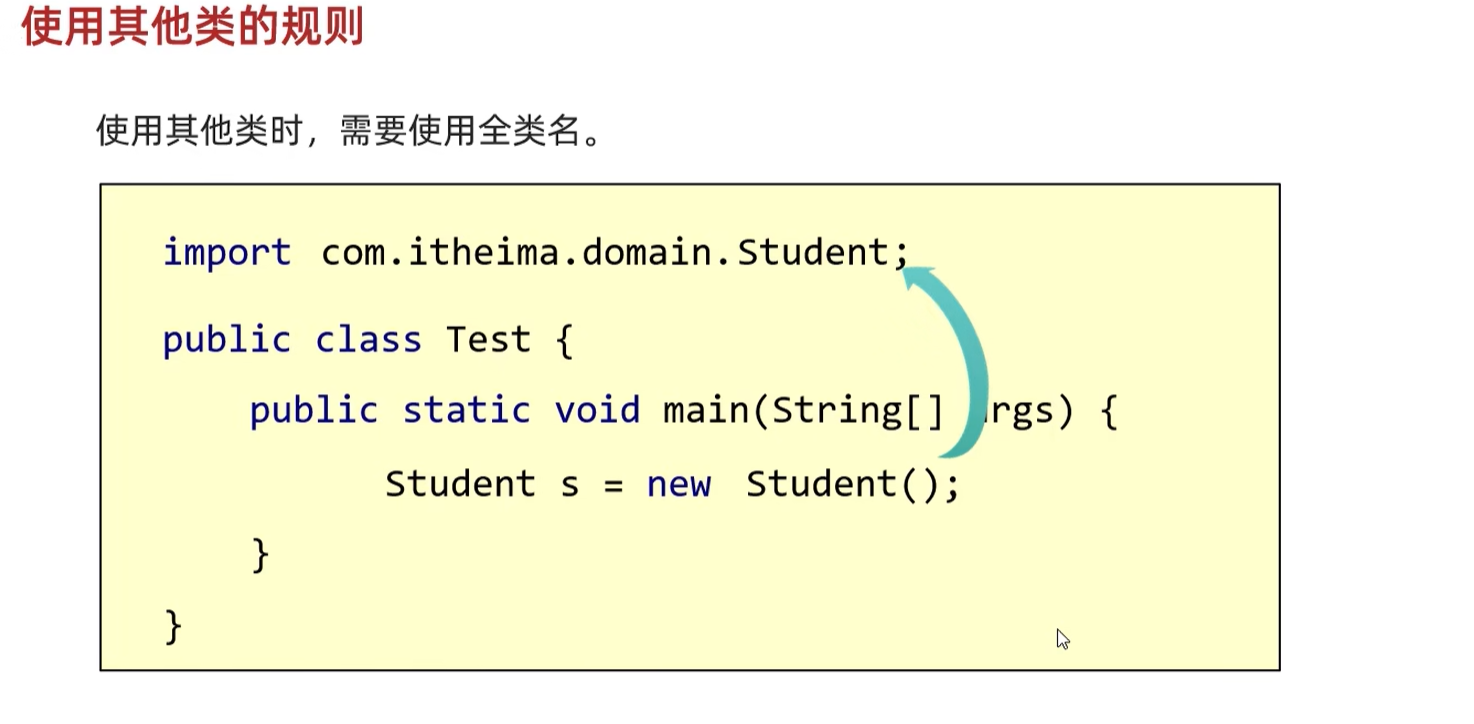 使用其他类的规则
使用其他类时，需要使用全类名。
import com.itheima.domain.Student;
public class Test {
public static void main(String[] args) {
Student s = new Student();
}
}